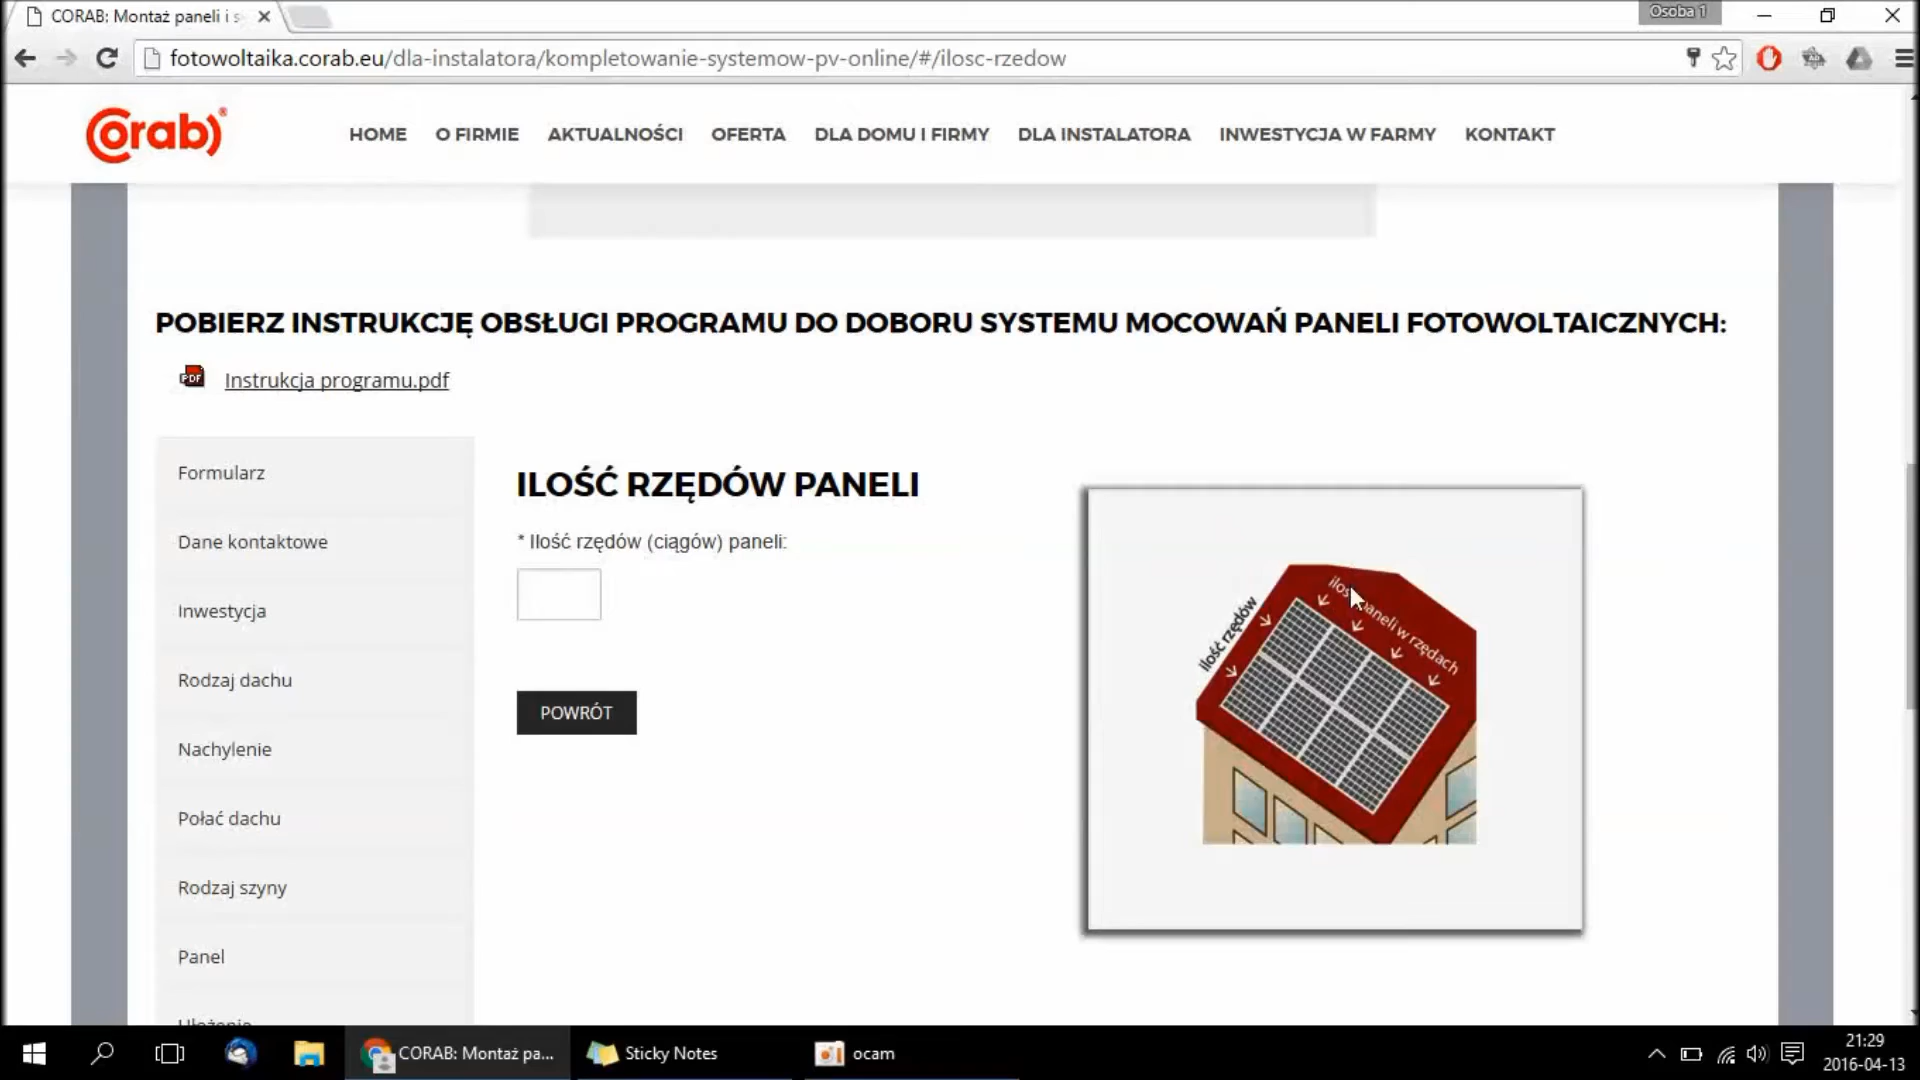 CORAB: Montaż paneli i s
Osoba 1
fotowoltaika.corab.eu/dla-instalatora/kompletowanie-systemow-pv-online/#/ilosc-rzedow
Corab®
HOME
O FIRMIE
AKTUALNOŚCI
OFERTA
DLA DOMU I FIRMY
DLA INSTALATORA
INWESTYCJA W FARMY
KONTAKT
POBIERZ INSTRUKCJĘ OBSŁUGI PROGRAMU DO DOBORU SYSTEMU MOCOWAŃ PANELI FOTOWOLTAICZNYCH:
PDF
Instrukcja programu.pdf
Formularz
Dane kontaktowe
Inwestycja
Rodzaj dachu
Nachylenie
Połać dachu
Rodzaj szyny
Panel
ILOŚĆ RZĘDÓW PANELI
* Ilość rzędów (ciągów) paneli:
POWRÓT
ilość rzędów
paneli w rzędach
CORAB: Montaż pa...
Sticky Notes
ocam
21:29
2016-04-13